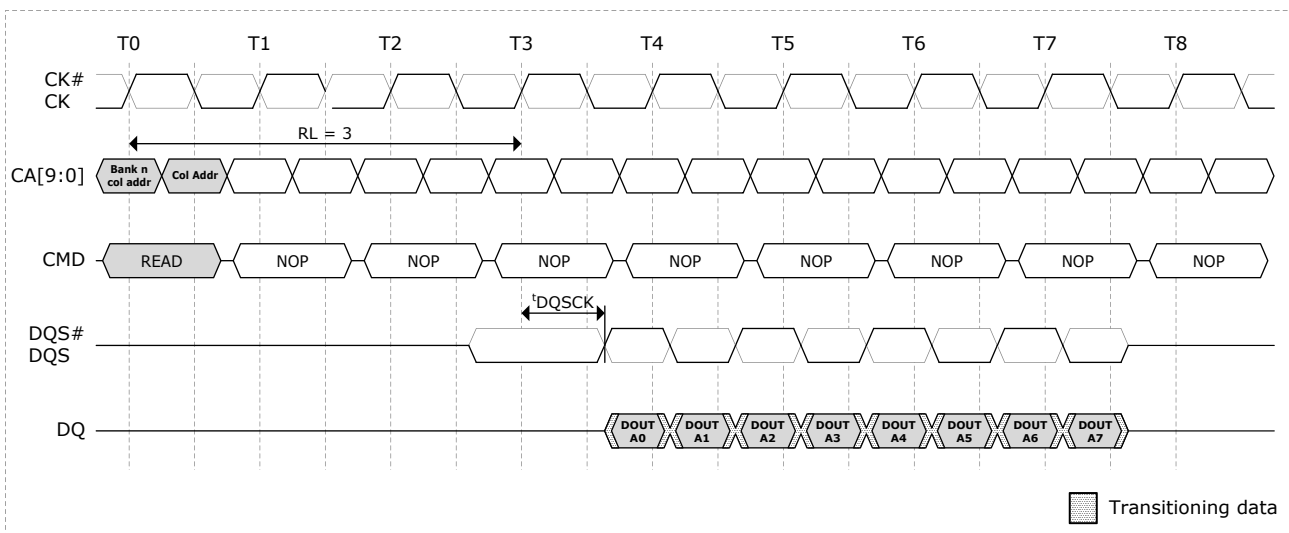 T0 T1 T2 T3 T4 T5 T6 T7 T8
CK#
CK
RL = 3
CA[9:0] Bank n Col Addr
col addr
CMD READ NOP NOP NOP NOP NOP NOP NOP NOP
tDQSCK
DQS#
DQS
DQ DOUT DOUT DOUT DOUT DOUT DOUT DOUT DOUT
A0 A1 A2 A3 A4 A5 A6 A7
Transitioning data